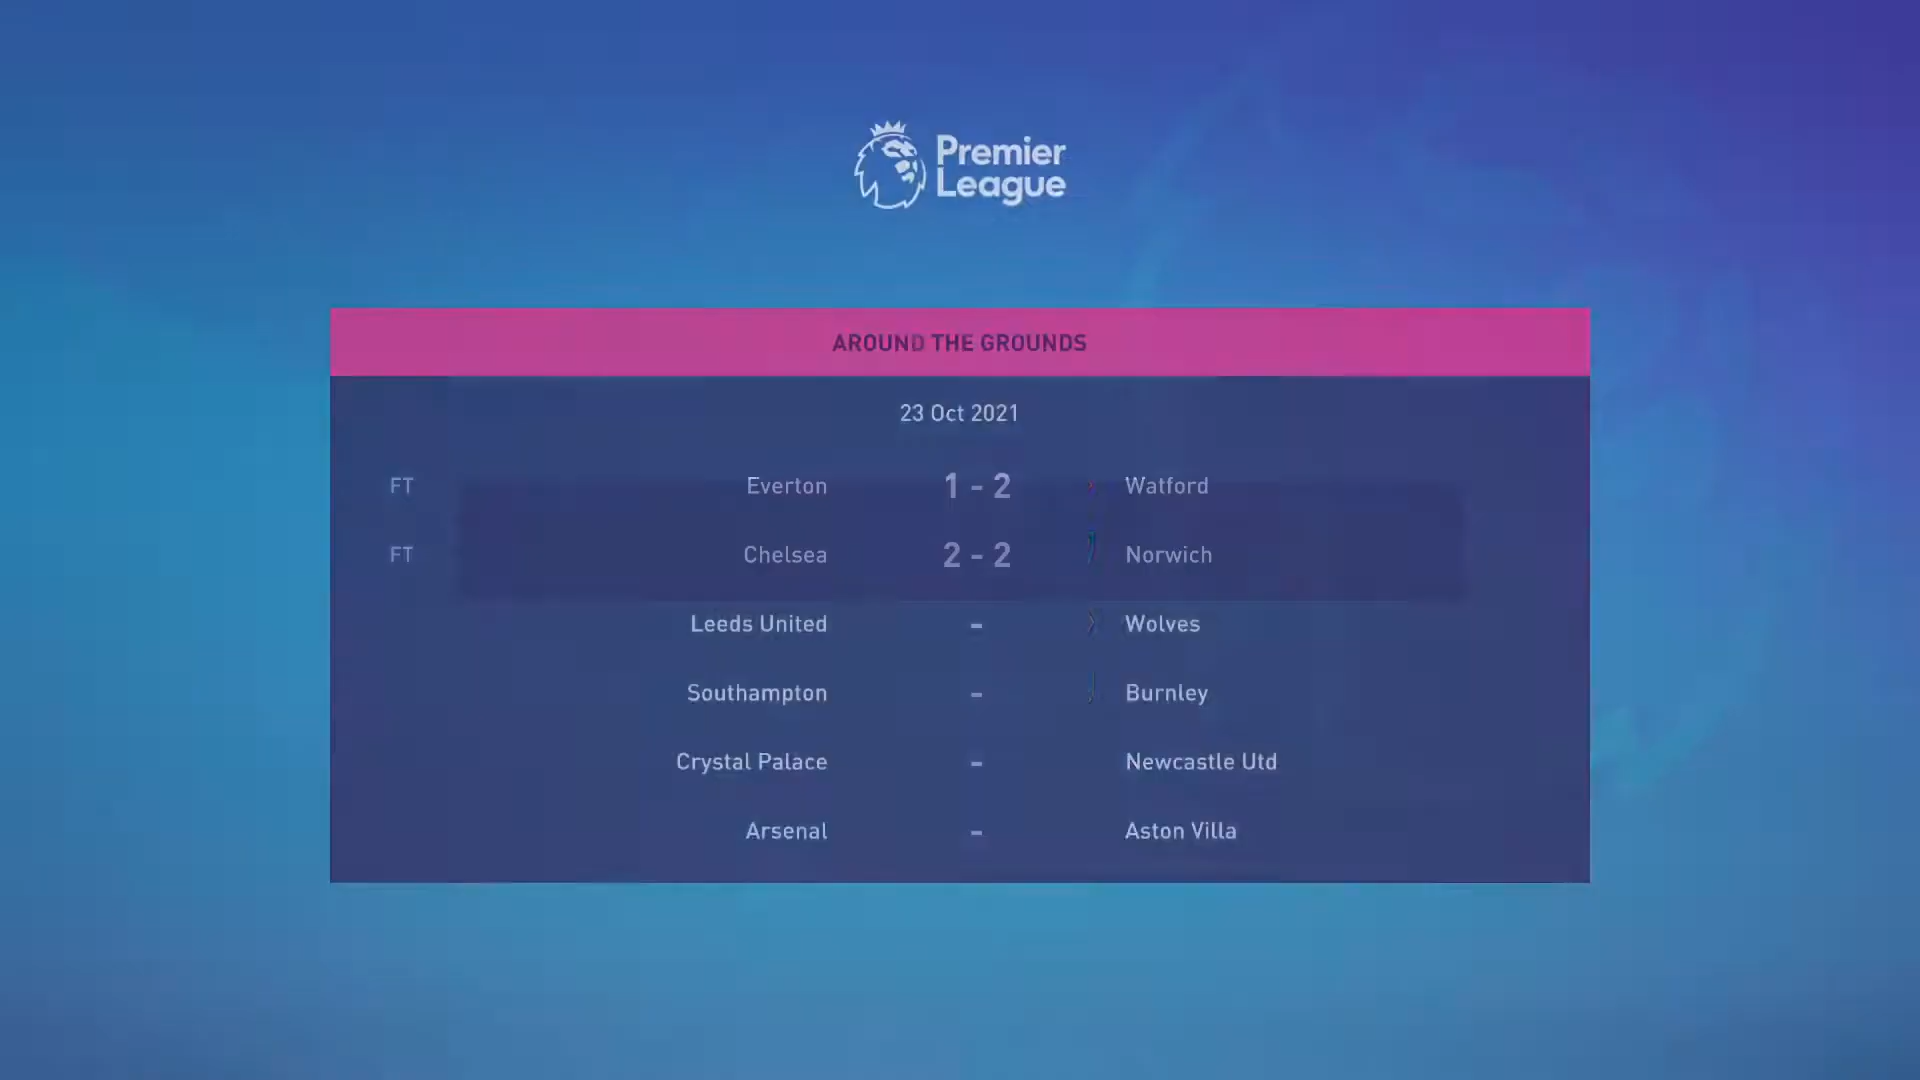 Premier
League
AROUND THE GROUNDS
23 Oct 2021
FT Everton 1 - 2 Watford
FT Chelsea 2 - 2 Norwich
Leeds United - Wolves
Southampton - Burnley
Crystal Palace - Newcastle Utd
Arsenal - Aston Villa